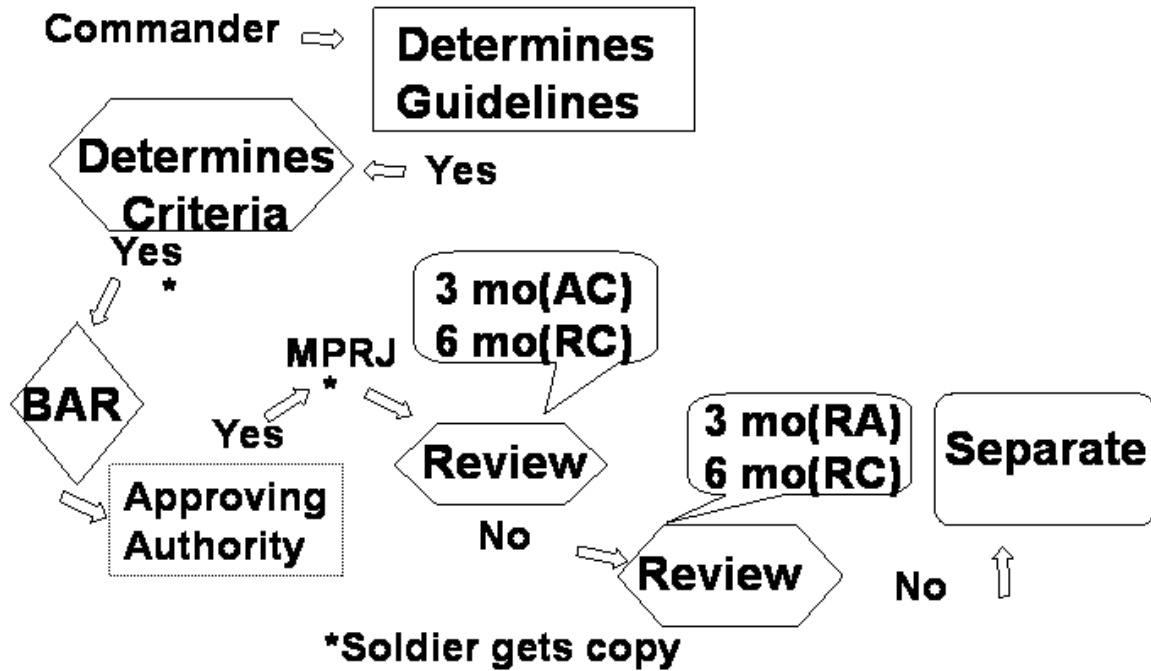 Commander
Determines
Guidelines
Determines
Criteria
Yes
Yes
*
3 mo(AC)
6 mo(RC)
MPRJ
*
BAR
Yes
Review
3 mo(RA)
6 mo(RC)
Separate
Approving
Authority
No
Review
No
*Soldier gets copy